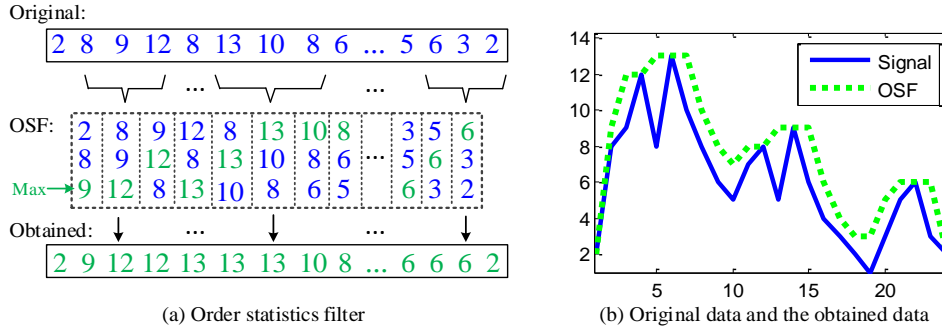 Original:
2 8 9 12 8 13 10 8 6 ... 5 6 3 2
...
...
OSF:
2 8 9 12 8 13 10 8 3 5 6
8 9 12 8 13 10 8 6 ... 5 6 3
Max 9 12 8 13 10 8 6 5 6 3 2
Obtained:
...
...
2 9 12 12 13 13 13 10 8 ... 6 6 6 2
(a) Order statistics filter
14
12
10
8
6
4
2
5 10 15 20
Signal
OSF
(b) Original data and the obtained data